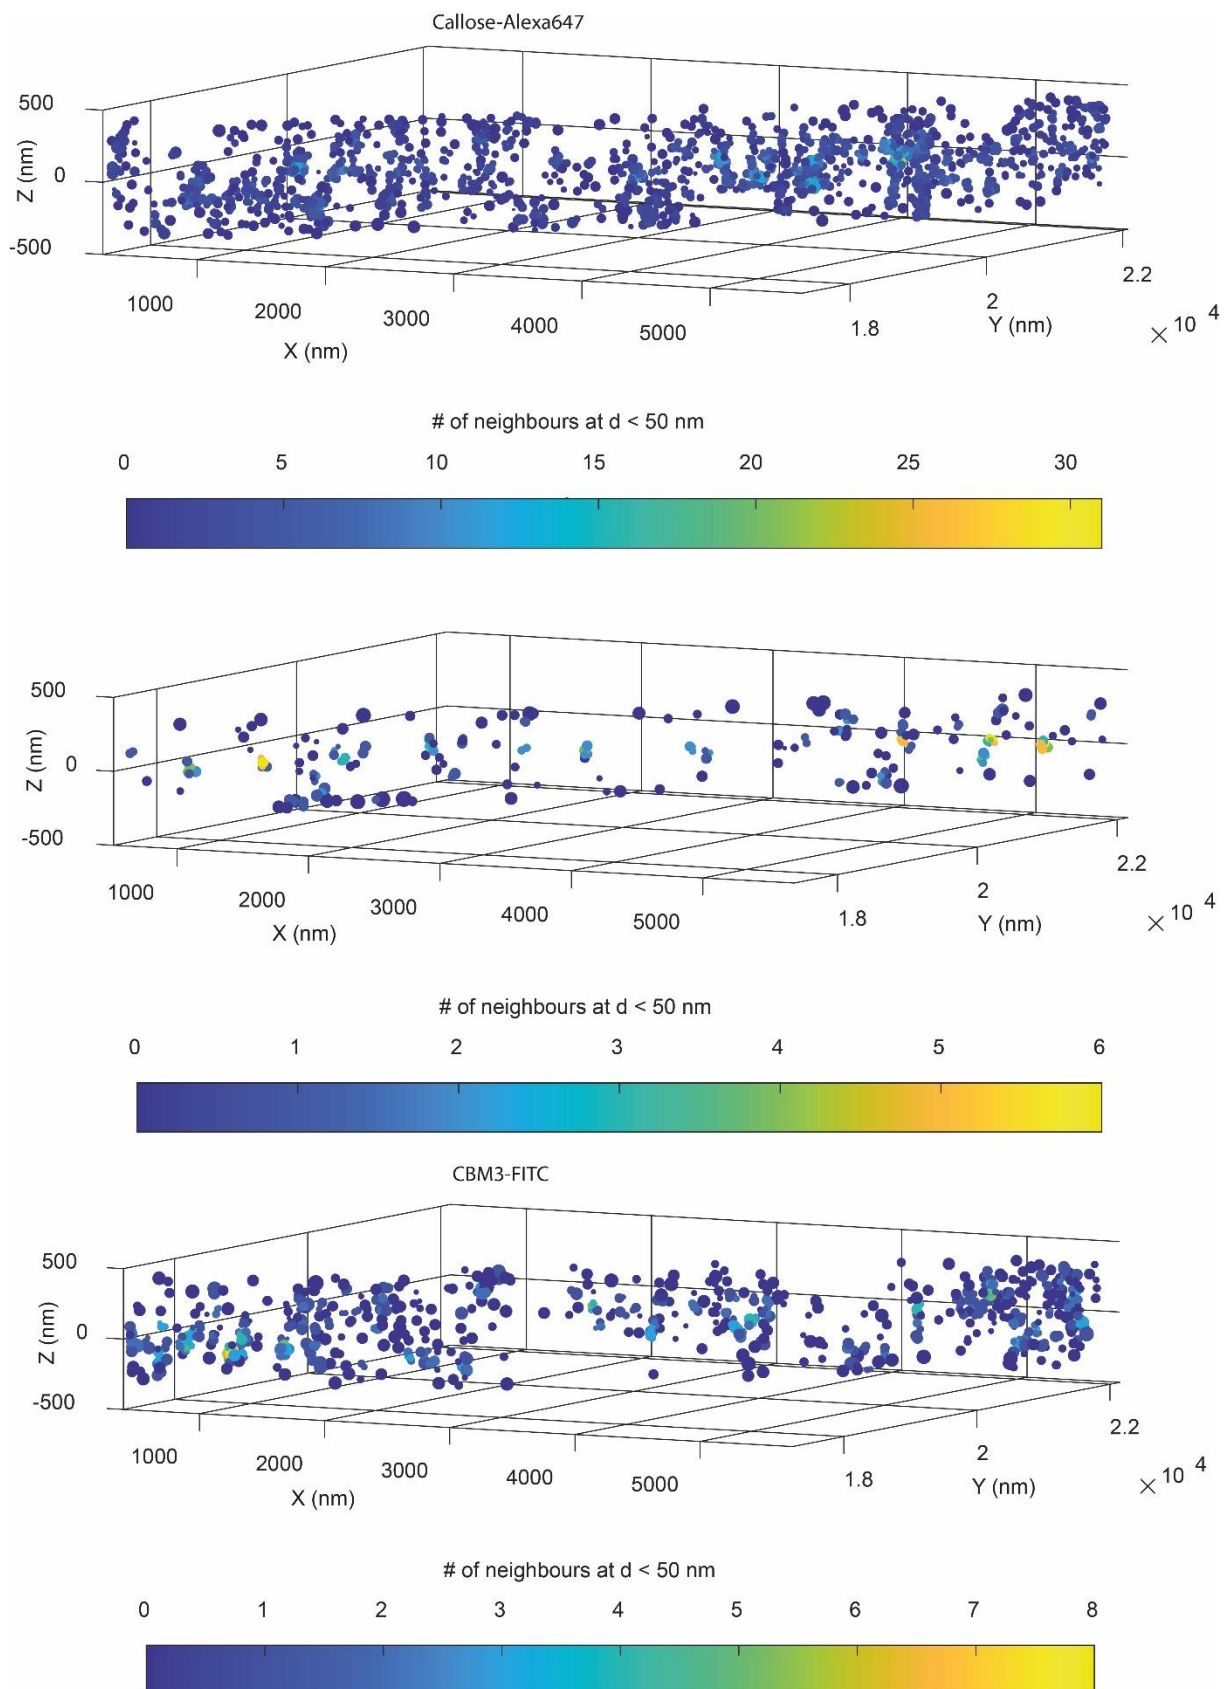 Callose-Alexa647
500
0
-500
Z (nm)
1000
2000
3000
4000
5000
X (nm)
1.8
2
2.2
Y (nm)
× 10 4
# of neighbours at d < 50 nm
0 5 10 15 20 25 30
500
0
-500
Z (nm)
1000
2000
3000
4000
5000
X (nm)
1.8
2
2.2
Y (nm)
× 10 4
# of neighbours at d < 50 nm
0 1 2 3 4 5 6
CBM3-FITC
500
0
-500
Z (nm)
1000
2000
3000
4000
5000
X (nm)
1.8
2
2.2
Y (nm)
× 10 4
# of neighbours at d < 50 nm
0 1 2 3 4 5 6 7 8